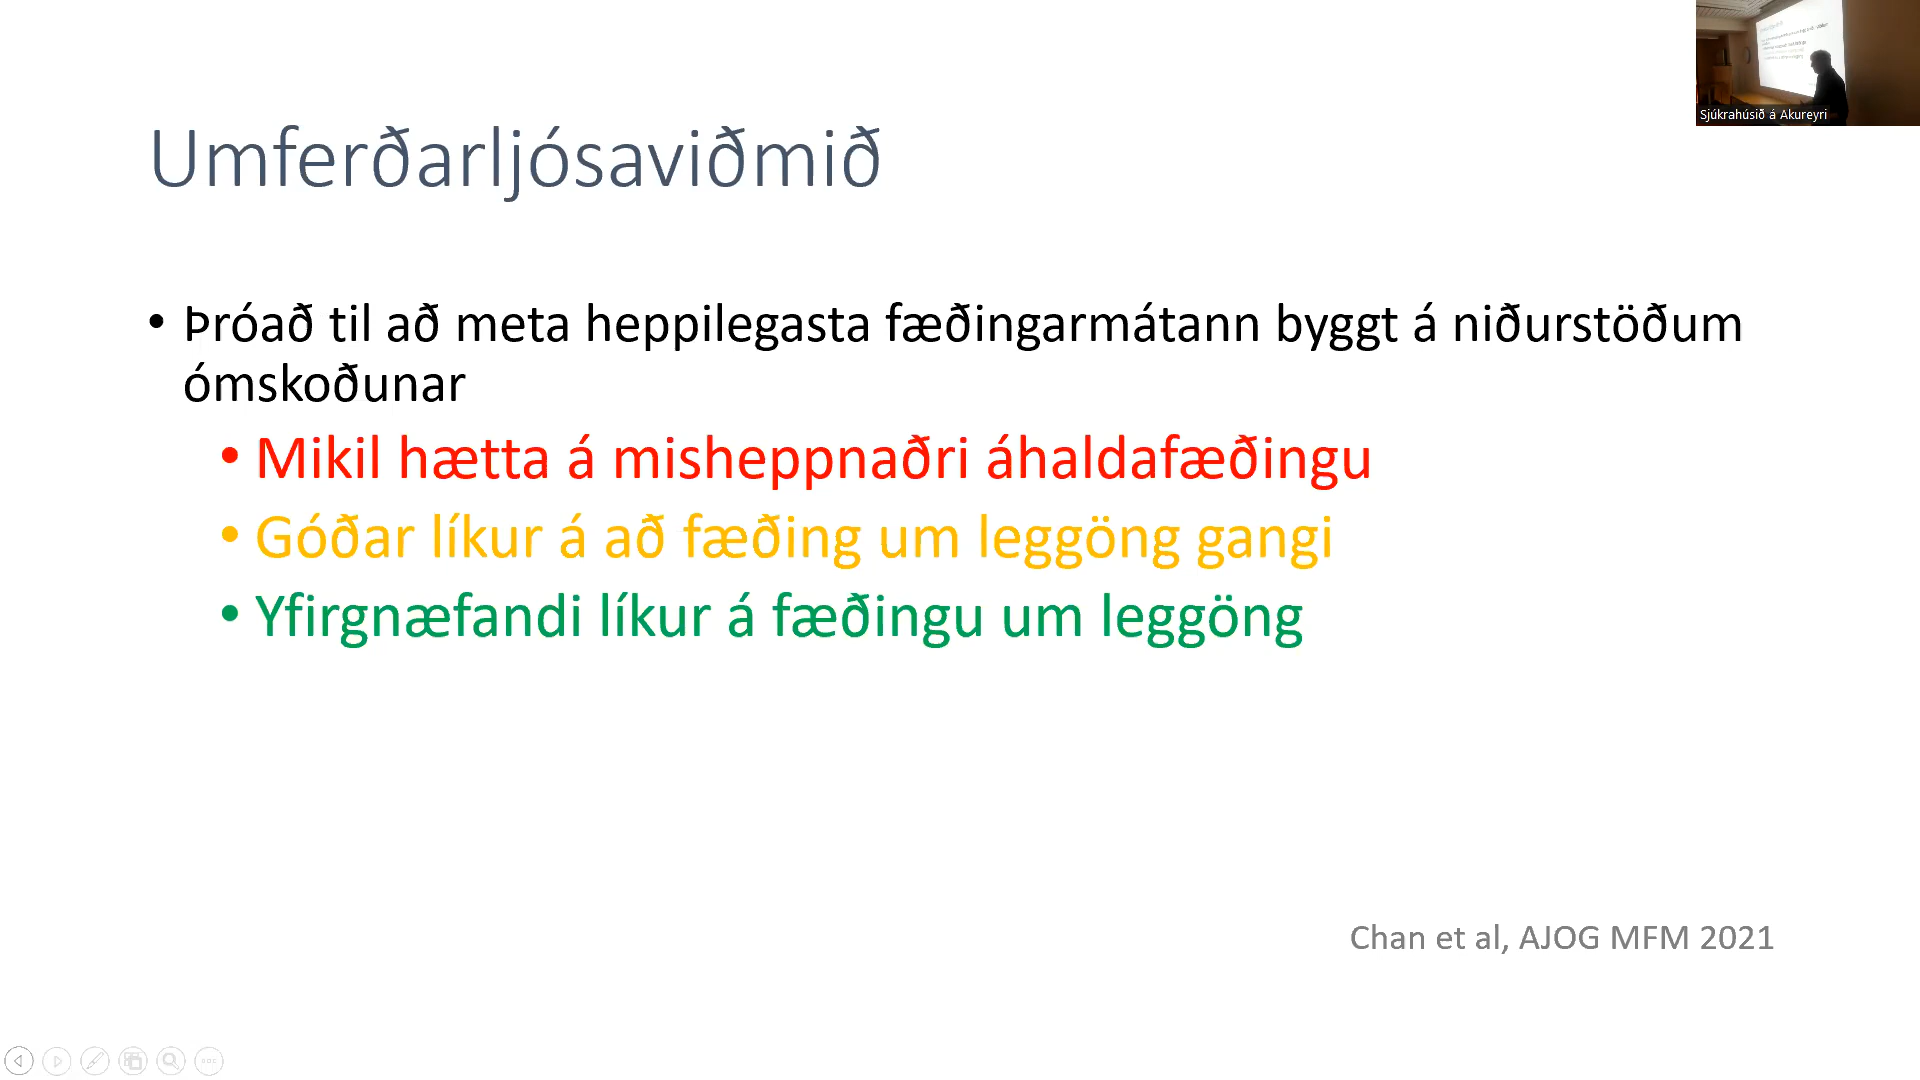 Sjúkrahúsið á Akureyri
Umferðarljósaviðmið
• Þróað til að meta heppilegasta fæðingarmátann byggt á niðurstöðum
ómskoðunar
• Mikil hætta á misheppnaðri áhaldafæðingu
• Góðar líkur á að fæðing um leggöng gangi
• Yfirgnæfandi líkur á fæðingu um leggöng
Chan et al, AJOG MFM 2021